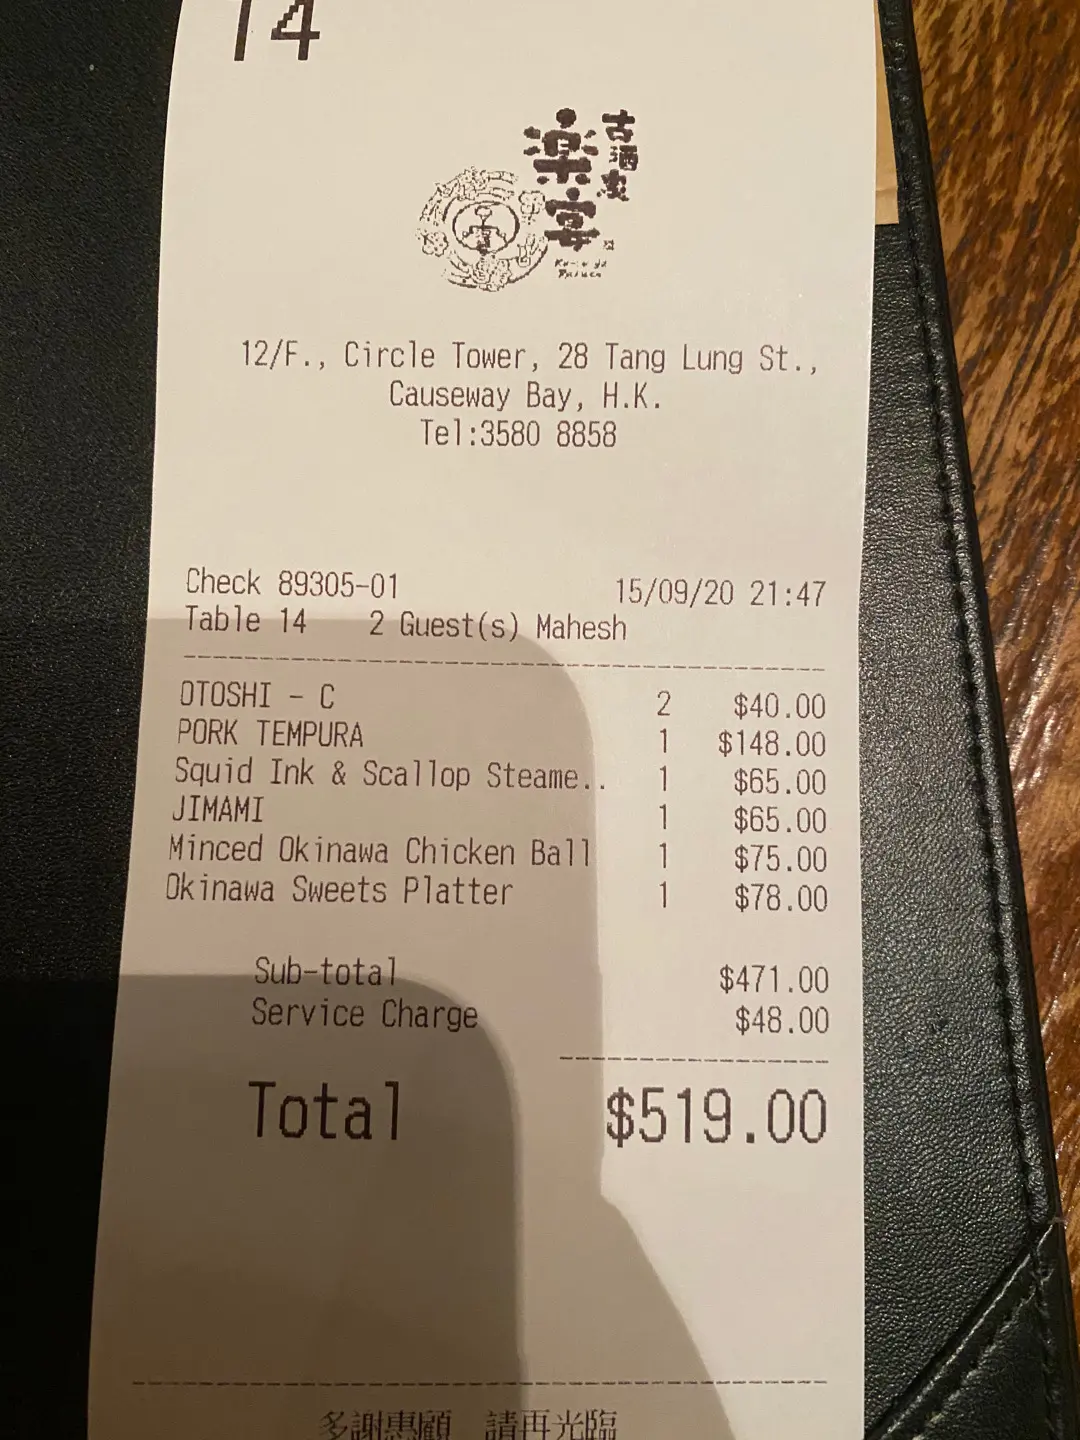 14
古酒家
楽宴
12/F., Circle Tower, 28 Tang Lung St.,
Causeway Bay, H.K.
Tel:3580 8858
Check 89305-01 15/09/20 21:47
Table 14 2 Guest(s) Mahesh
OTOSHI - C 2 $40.00
PORK TEMPURA 1 $148.00
Squid Ink & Scallop Steame.. 1 $65.00
JIMAMI 1 $65.00
Minced Okinawa Chicken Ball 1 $75.00
Okinawa Sweets Platter 1 $78.00
Sub-total $471.00
Service Charge $48.00
Total $519.00
多謝惠顧 請再光臨